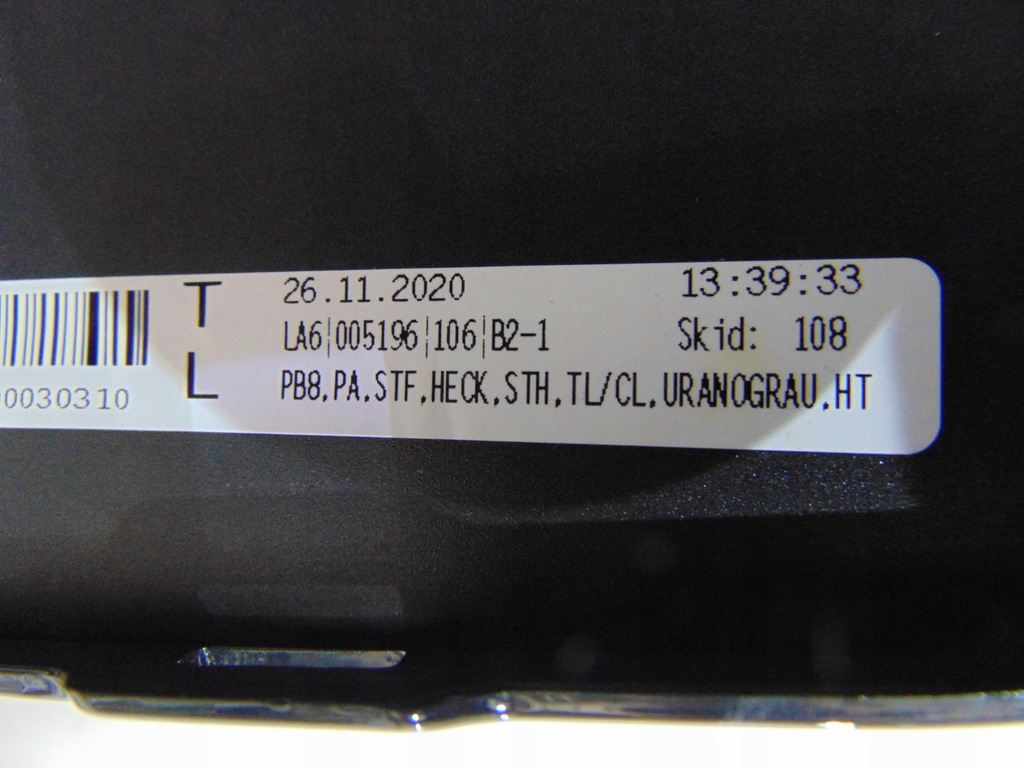 26.11.2020 13:39:33
LA6|005196|106|B2-1 Skid: 108
PB8.PA.STF.HECK.STH.TL/CL.URANOGRAU.HT
T
L
0030310